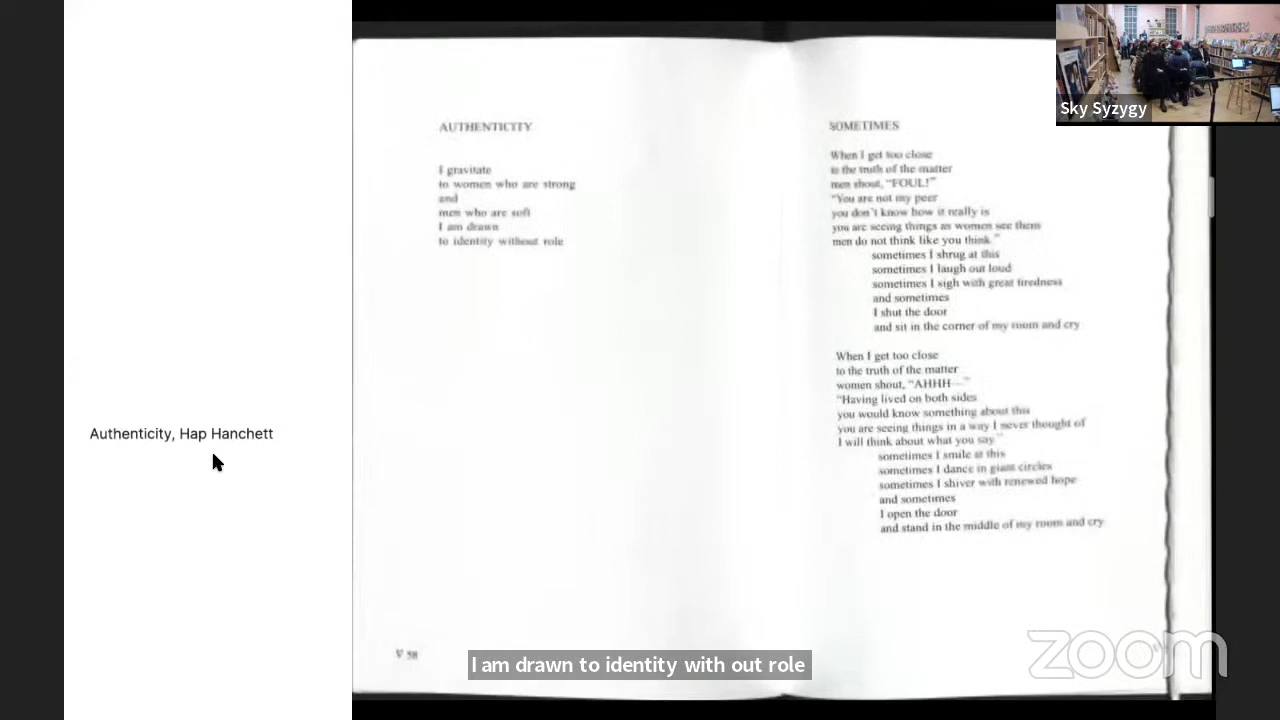 Authenticity, Hap Hanchett
AUTHENTICITY
I gravitate
to women who are strong
and
men who are soft
I am drawn
to identity without role
V 58
SOMETIMES
When I get too close
to the truth of the matter
men shout, "FOUL!"
"You are not my peer
you don't know how it really is
you are seeing things as women see them
men do not think like you think."
sometimes I shrug at this
sometimes I laugh out loud
sometimes I sigh with great tiredness
and sometimes
I shut the door
and sit in the corner of my room and cry
When I get too close
to the truth of the matter
women shout, "AHHH—"
"Having lived on both sides
you would know something about this
you are seeing things in a way I never thought of
I will think about what you say."
sometimes I smile at this
sometimes I dance in giant circles
sometimes I shiver with renewed hope
and sometimes
I open the door
and stand in the middle of my room and cry
Sky Syzygy
I am drawn to identity with out role
zoom